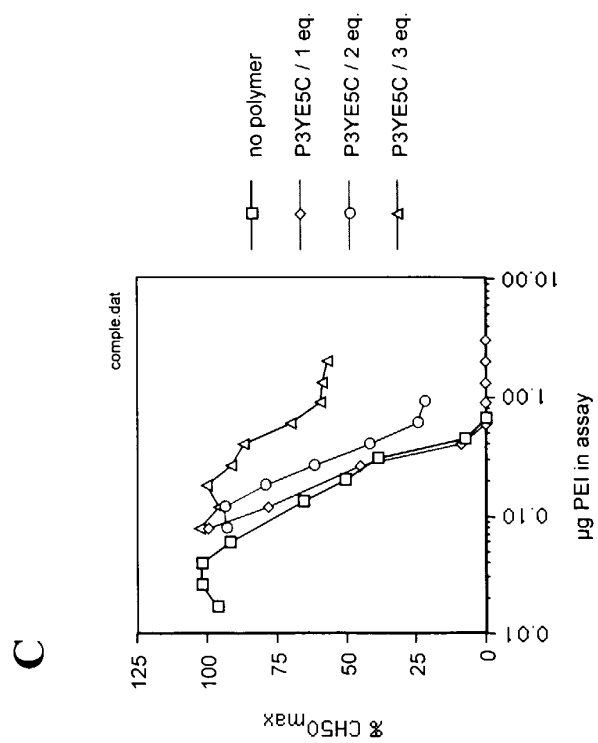 C
comple.dat
% CH50max
125
100
75
50
25
0
0.01
0.10
1.00
10.00
µg PEI in assay
no polymer
P3YE5C / 1 eq.
P3YE5C / 2 eq.
P3YE5C / 3 eq.